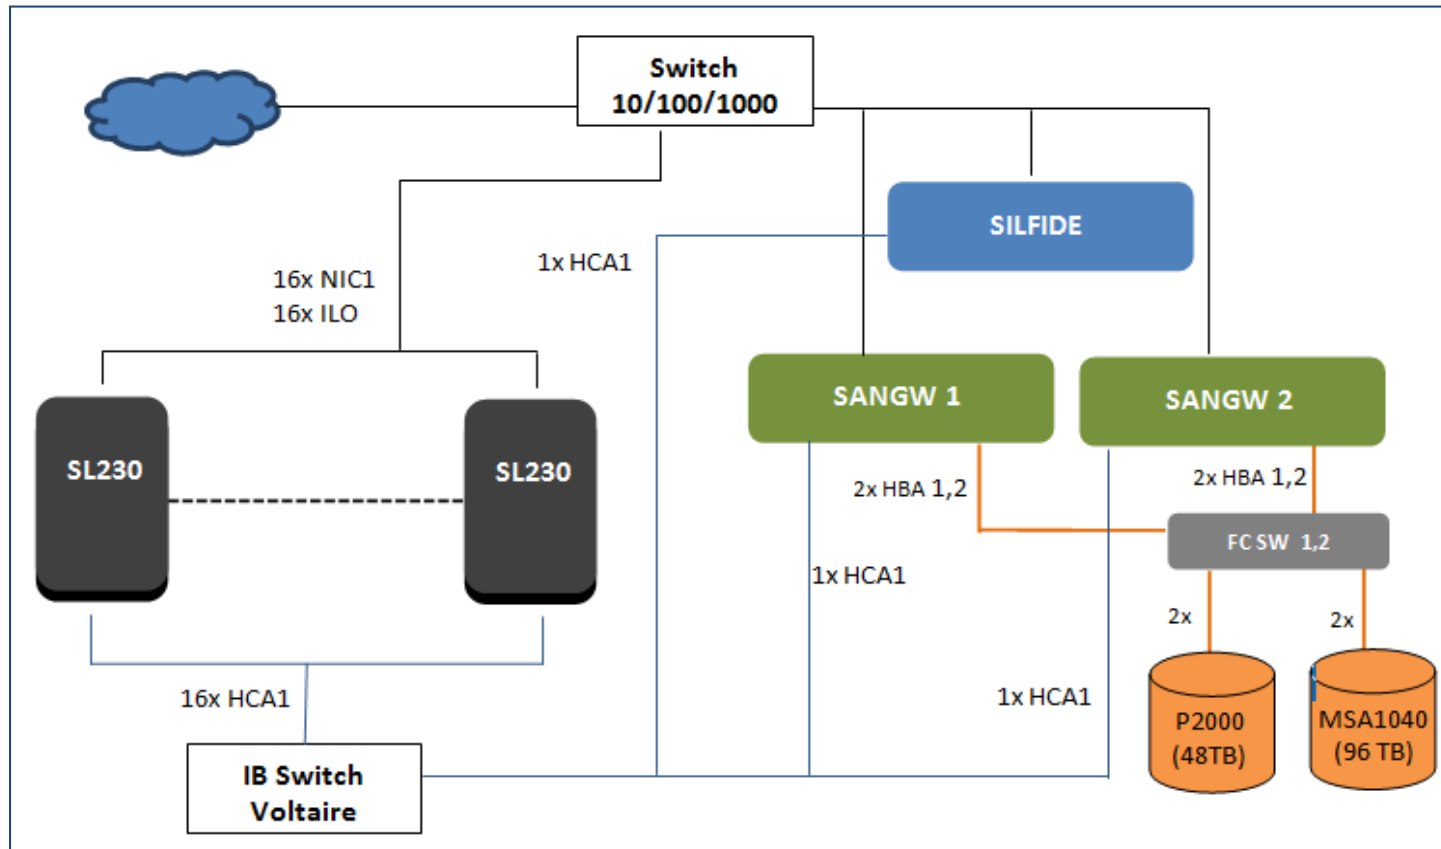 Switch
10/100/1000
SILFIDE
1x HCA1
16x NIC1
16x ILO
SANGW 1
SANGW 2
SL230
SL230
2x HBA 1,2
2x HBA 1,2
FC SW 1,2
1x HCA1
2x
2x
16x HCA1
1x HCA1
P2000
(48TB)
MSA1040
(96 TB)
IB Switch
Voltaire